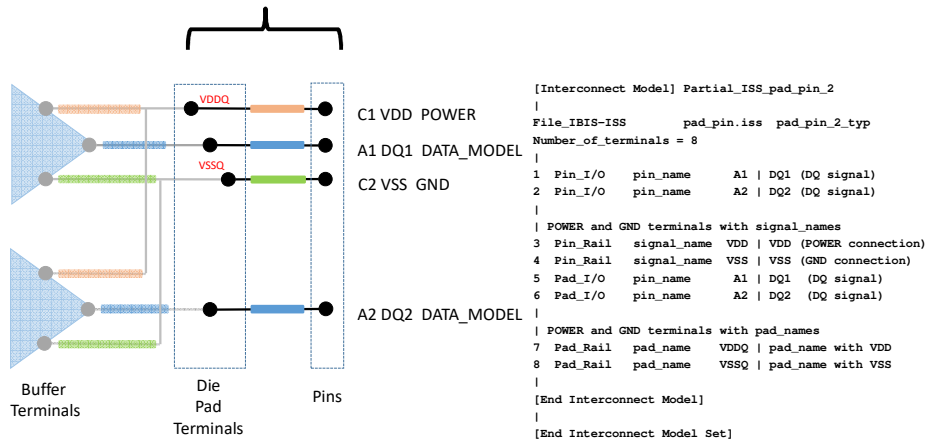 VDDQ
C1 VDD POWER
A1 DQ1 DATA_MODEL
VSSQ
C2 VSS GND
A2 DQ2 DATA_MODEL
Buffer
Terminals
Die
Pad
Terminals
Pins
[Interconnect Model] Partial_ISS_pad_pin_2
|
File_IBIS-ISS pad_pin.iss pad_pin_2_typ
Number_of_terminals = 8
|
1 Pin_I/O pin_name A1 | DQ1 (DQ signal)
2 Pin_I/O pin_name A2 | DQ2 (DQ signal)
|
| POWER and GND terminals with signal_names
3 Pin_Rail signal_name VDD | VDD (POWER connection)
4 Pin_Rail signal_name VSS | VSS (GND connection)
5 Pad_I/O pin_name A1 | DQ1 (DQ signal)
6 Pad_I/O pin_name A2 | DQ2 (DQ signal)
|
| POWER and GND terminals with pad_names
7 Pad_Rail pad_name VDDQ | pad_name with VDD
8 Pad_Rail pad_name VSSQ | pad_name with VSS
|
[End Interconnect Model]
|
[End Interconnect Model Set]